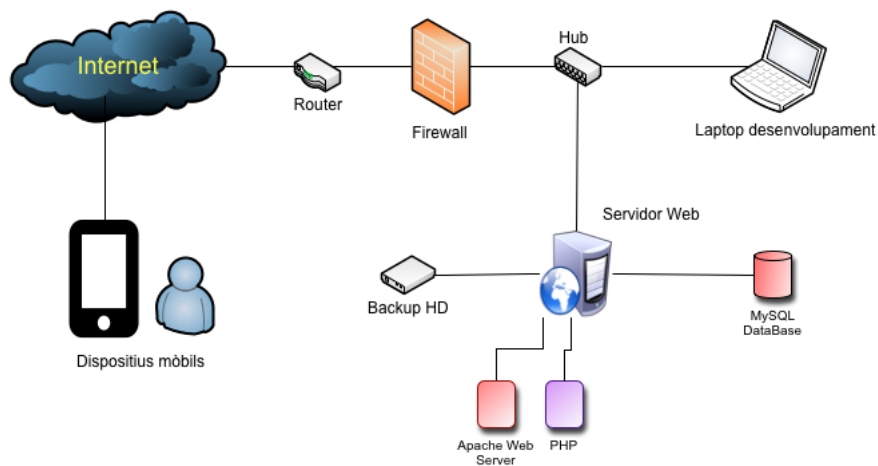 Internet
Router
Firewall
Hub
Laptop desenvolupament
Servidor Web
Dispositius mòbils
Backup HD
MySQL
DataBase
Apache Web
Server
PHP